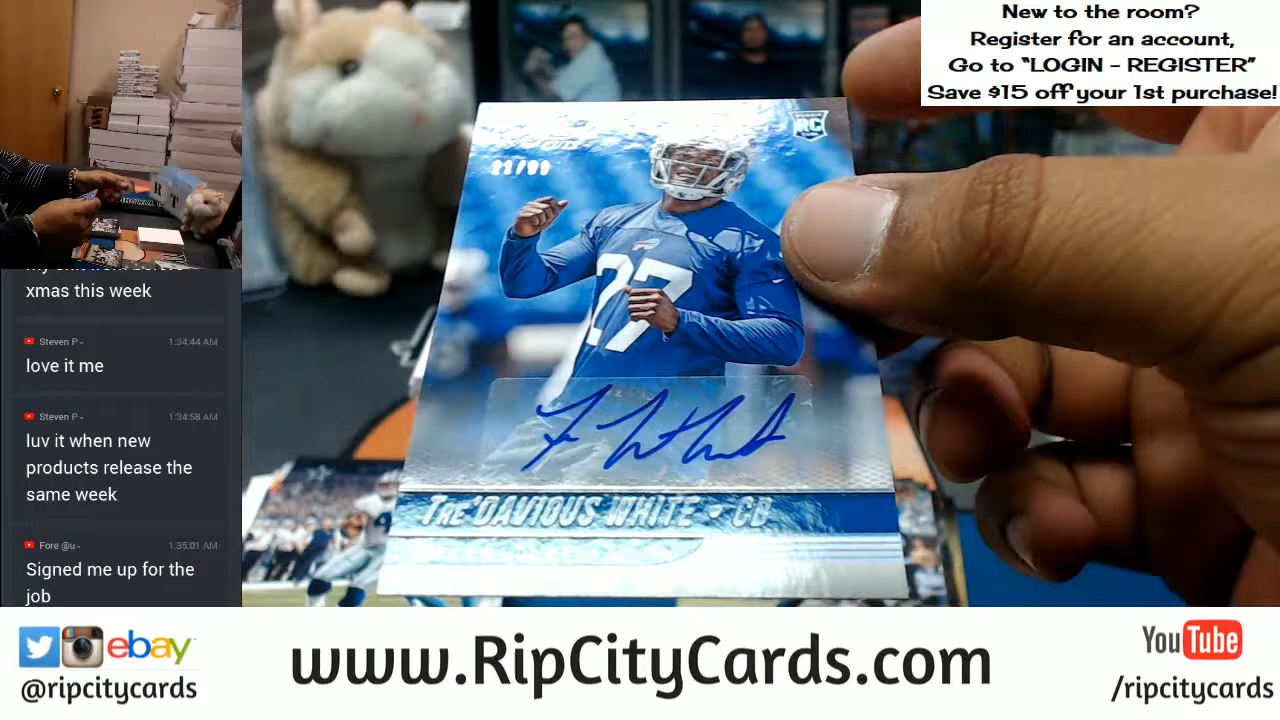 New to the room?
Register for an account,
Go to "LOGIN - REGISTER"
Save $15 off your 1st purchase!
RC
27
TRE'DAVIOUS WHITE • CB
xmas this week
Steven P-
1:34:44 AM
love it me
Steven P-
1:34:58 AM
luv it when new
products release the
same week
Fore @u-
1:35:01 AM
Signed me up for the
job
ebay
@ripcitycards
www.RipCityCards.com
YouTube
/ripcitycards